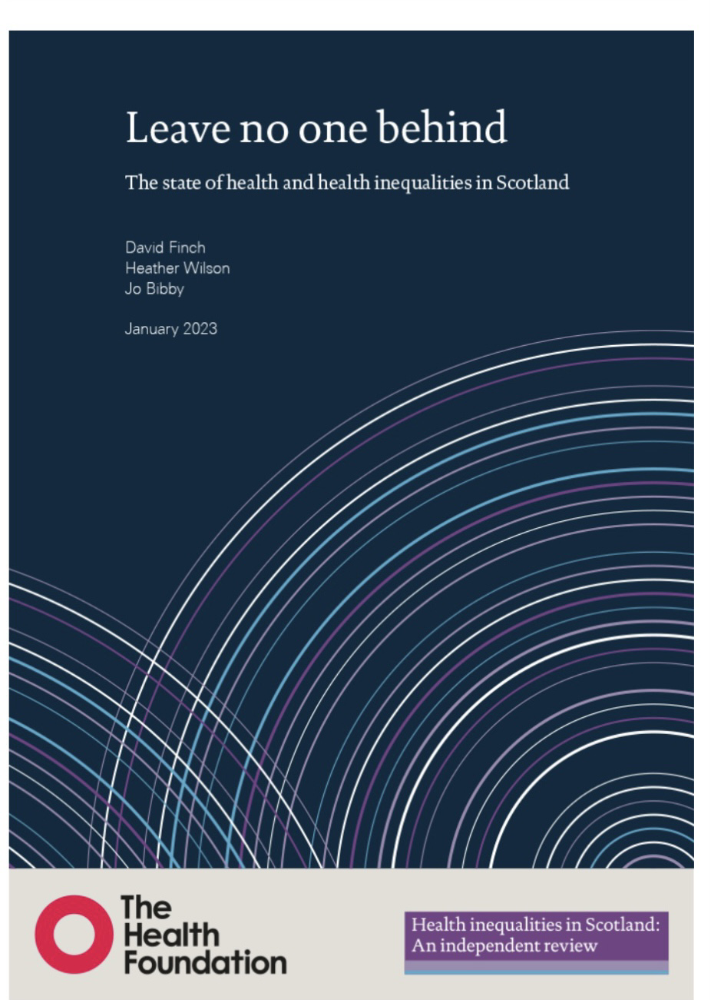 Leave no one behind
The state of health and health inequalities in Scotland
David Finch
Heather Wilson
Jo Bibby
January 2023
The
Health
Foundation
Health inequalities in Scotland:
An independent review